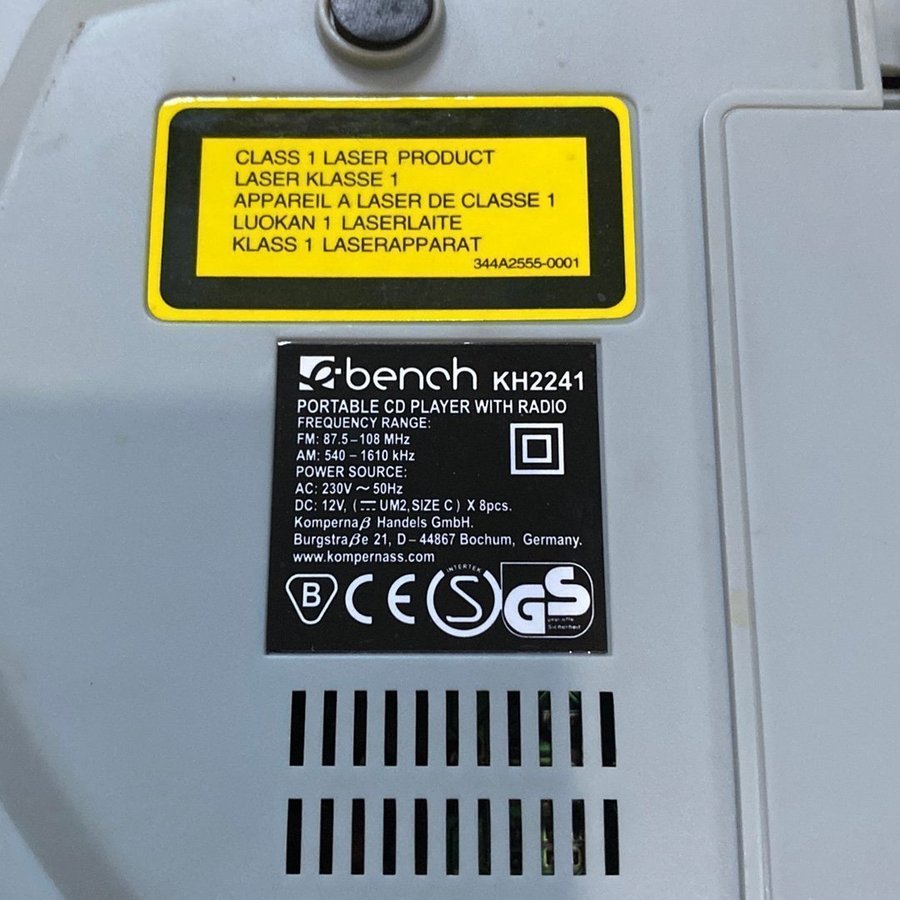 CLASS 1 LASER PRODUCT
LASER KLASSE 1
APPAREIL A LASER DE CLASSE 1
LUOKAN 1 LASERLAITE
KLASS 1 LASERAPPARAT
344A2555-0001
bench KH2241
PORTABLE CD PLAYER WITH RADIO
FREQUENCY RANGE:
FM: 87.5–108 MHz
AM: 540 – 1610 kHz
POWER SOURCE:
AC: 230V ~ 50Hz
DC: 12V, (⎓ UM2, SIZE C) X 8pcs.
Kompernaβ Handels GmbH.
Burgstraβe 21, D – 44867 Bochum, Germany.
www.kompernass.com
B CE INTERTEK S GS
Sicherheit